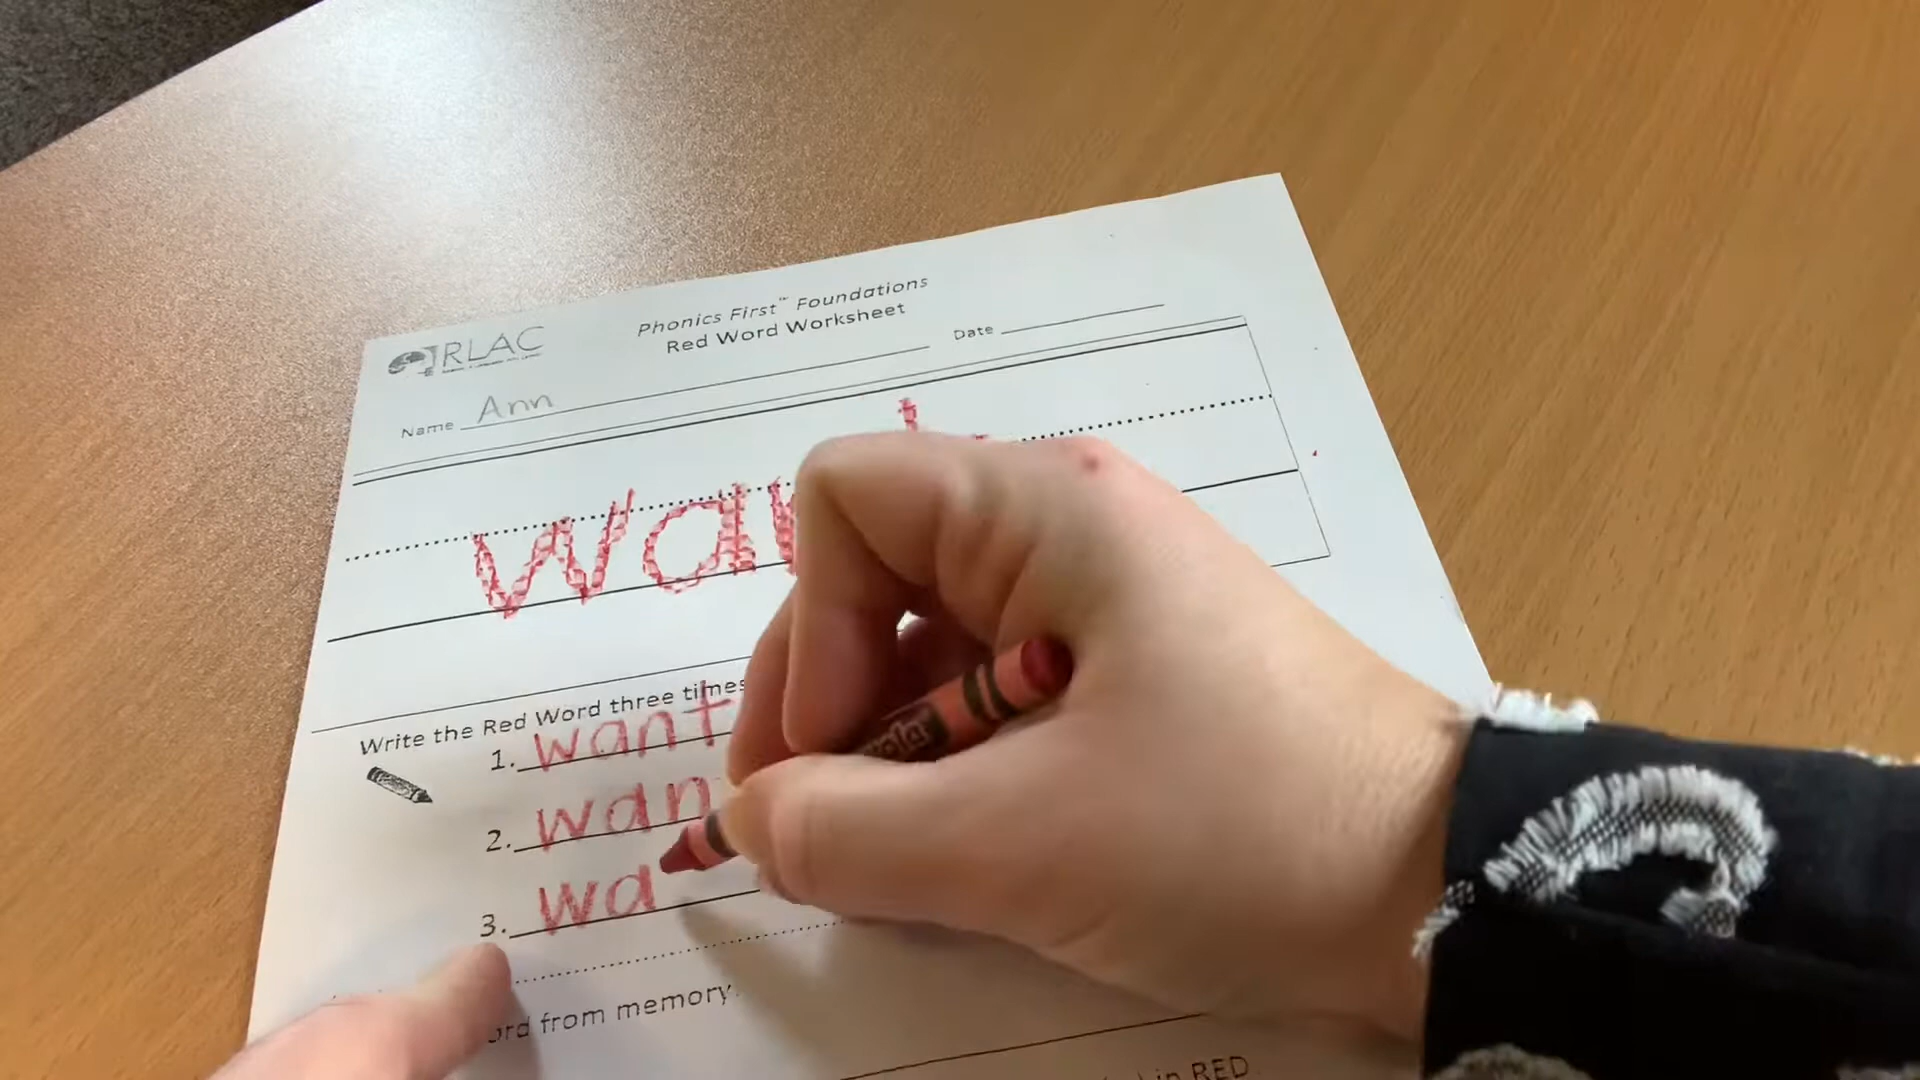 RLAC
Phonics First™ Foundations
Red Word Worksheet
Name Ann
Date
wan
Write the Red Word three times
1. want
2. wan
3. wa
from memory.
in RED